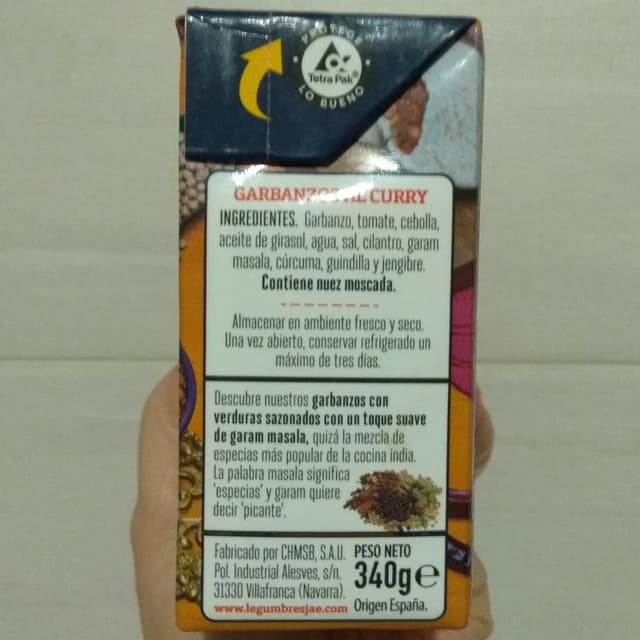 PROTEGE
Tetra Pak®
LO BUENO
GARBANZOS AL CURRY
INGREDIENTES. Garbanzo, tomate, cebolla,
aceite de girasol, agua, sal, cilantro, garam
masala, cúrcuma, guindilla y jengibre.
Contiene nuez moscada.
Almacenar en ambiente fresco y seco.
Una vez abierto, conservar refrigerado un
máximo de tres días.
Descubre nuestros garbanzos con
verduras sazonados con un toque suave
de garam masala, quizá la mezcla de
especias más popular de la cocina india.
La palabra masala significa
'especias' y garam quiere
decir 'picante'.
Fabricado por CHMSB, S.A.U.
Pol. Industrial Alesves, s/n.
31330 Villafranca (Navarra).
www.legumbresjae.com
PESO NETO
340g e
Origen España.